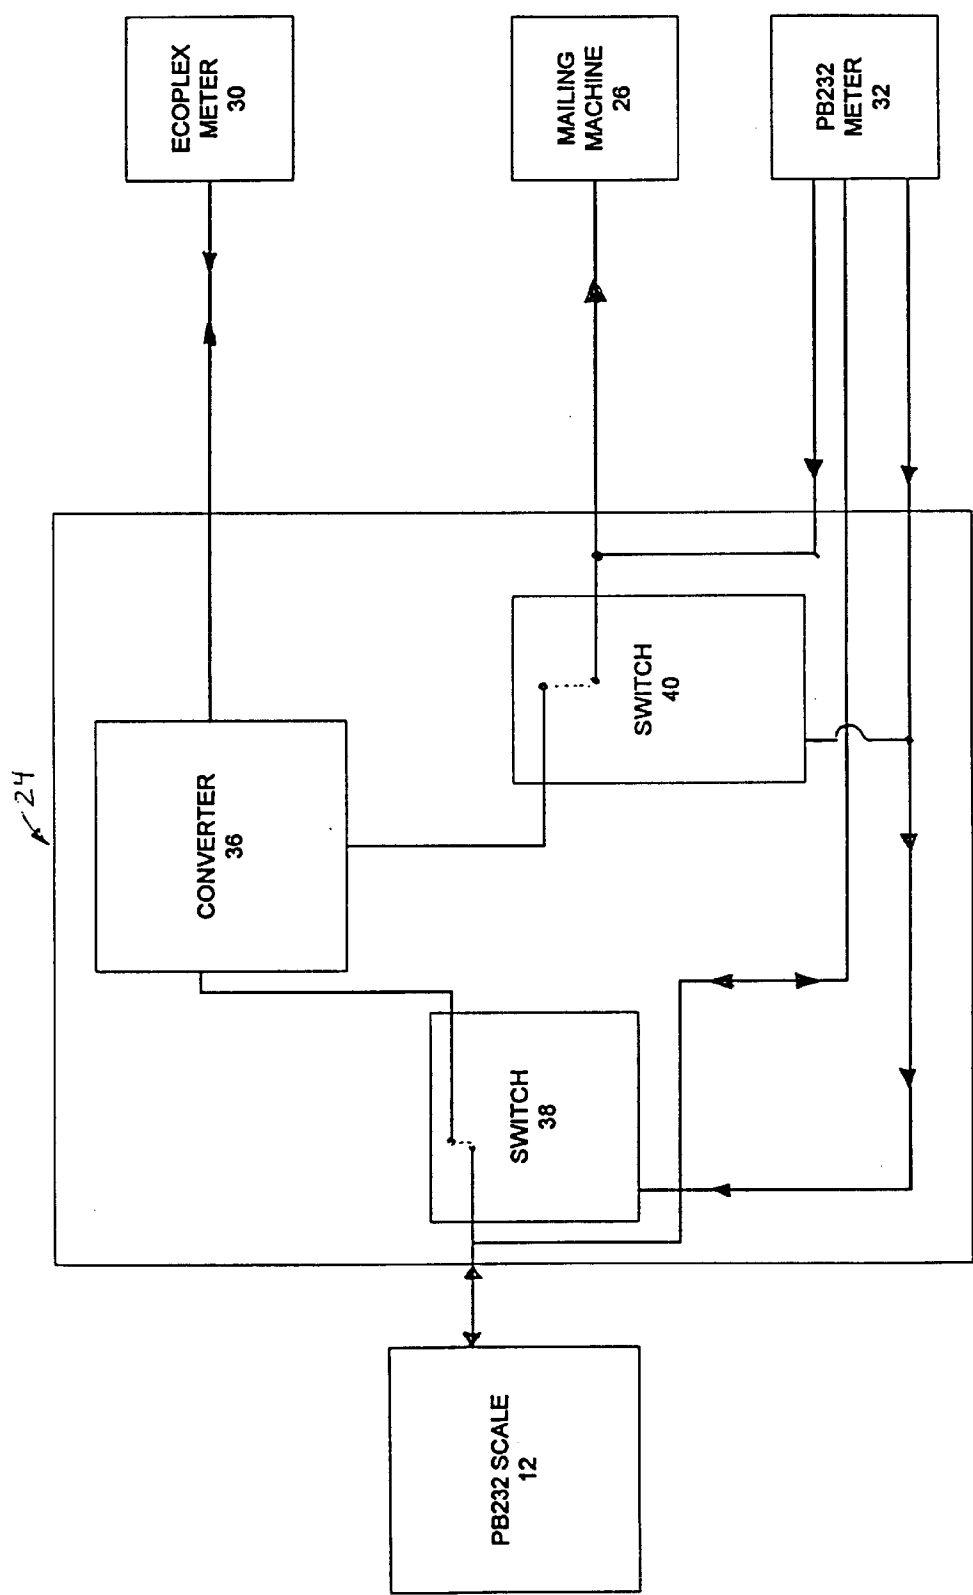 24
ECOPLEX
METER
30
CONVERTER
36
MAILING
MACHINE
26
SWITCH
40
SWITCH
38
PB232
METER
32
PB232 SCALE
12